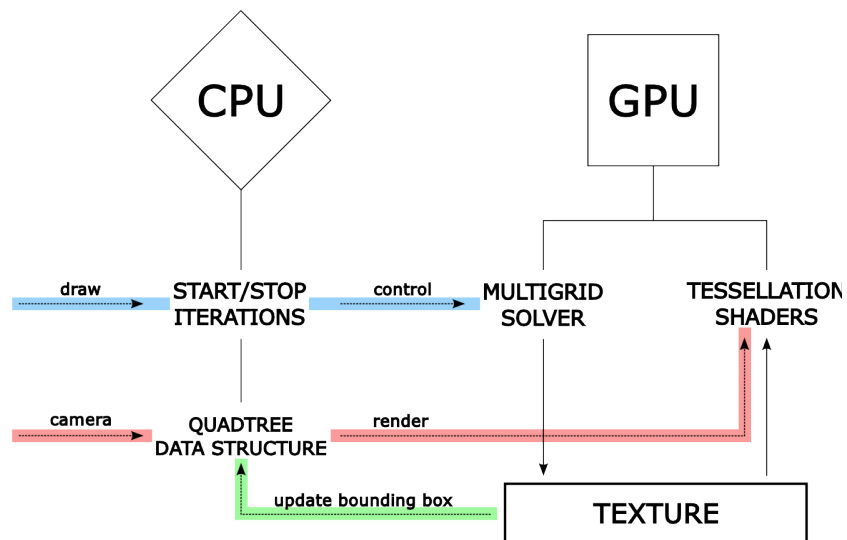 CPU
GPU
draw
START/STOP
ITERATIONS
control
MULTIGRID
SOLVER
TESSELLATION
SHADERS
camera
QUADTREE
DATA STRUCTURE
render
update bounding box
TEXTURE